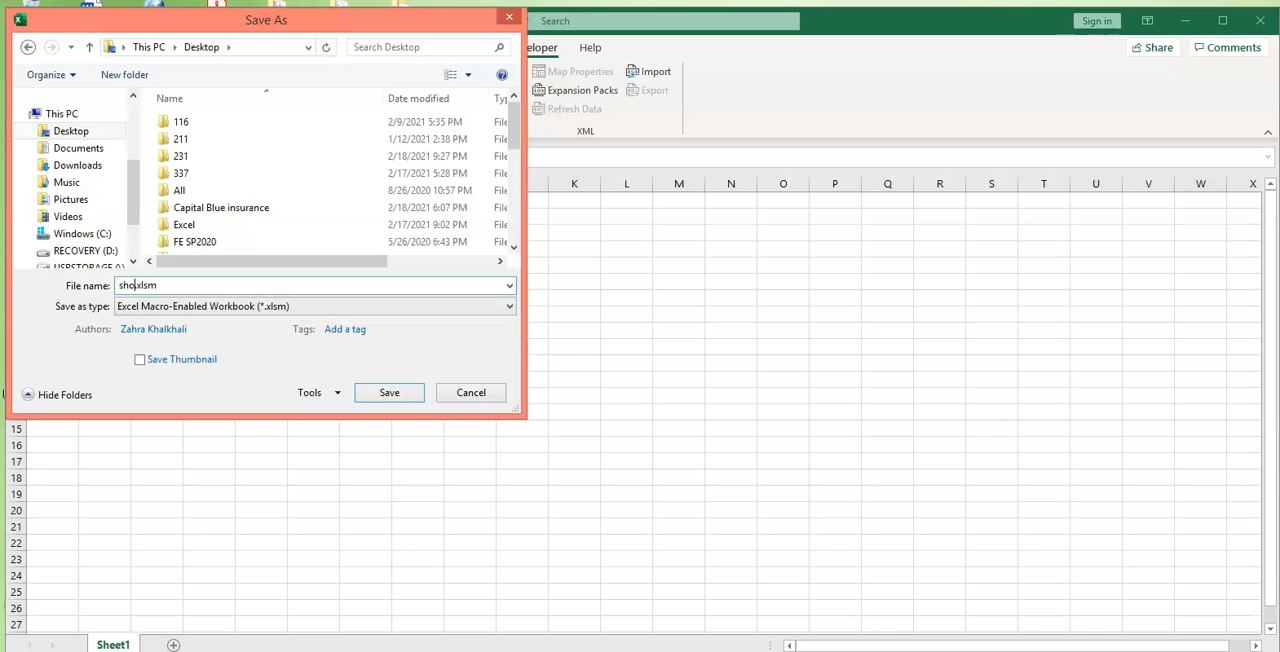 Save As
Search
Sign in
This PC
Desktop
Search Desktop
eloper
Help
Share
Comments
Organize
New folder
Map Properties
Import
Expansion Packs
Export
Refresh Data
XML
Name
Date modified
Ty
This PC
Desktop
Documents
Downloads
Music
Pictures
Videos
Windows (C:)
RECOVERY (D:)
116 2/9/2021 5:35 PM File
211 1/12/2021 2:38 PM File
231 2/18/2021 9:27 PM File
337 2/17/2021 5:28 PM File
All 8/26/2020 10:57 PM File
Capital Blue insurance 2/18/2021 6:07 PM File
Excel 2/17/2021 9:02 PM File
FE SP2020 5/26/2020 6:43 PM File
File name: sho.xlsm
Save as type: Excel Macro-Enabled Workbook (*.xlsm)
Authors: Zahra Khalkhali
Tags: Add a tag
Save Thumbnail
Hide Folders
Tools
Save
Cancel
K L M N O P Q R S T U V W X
15
16
17
18
19
20
21
22
23
24
25
26
27
Sheet1